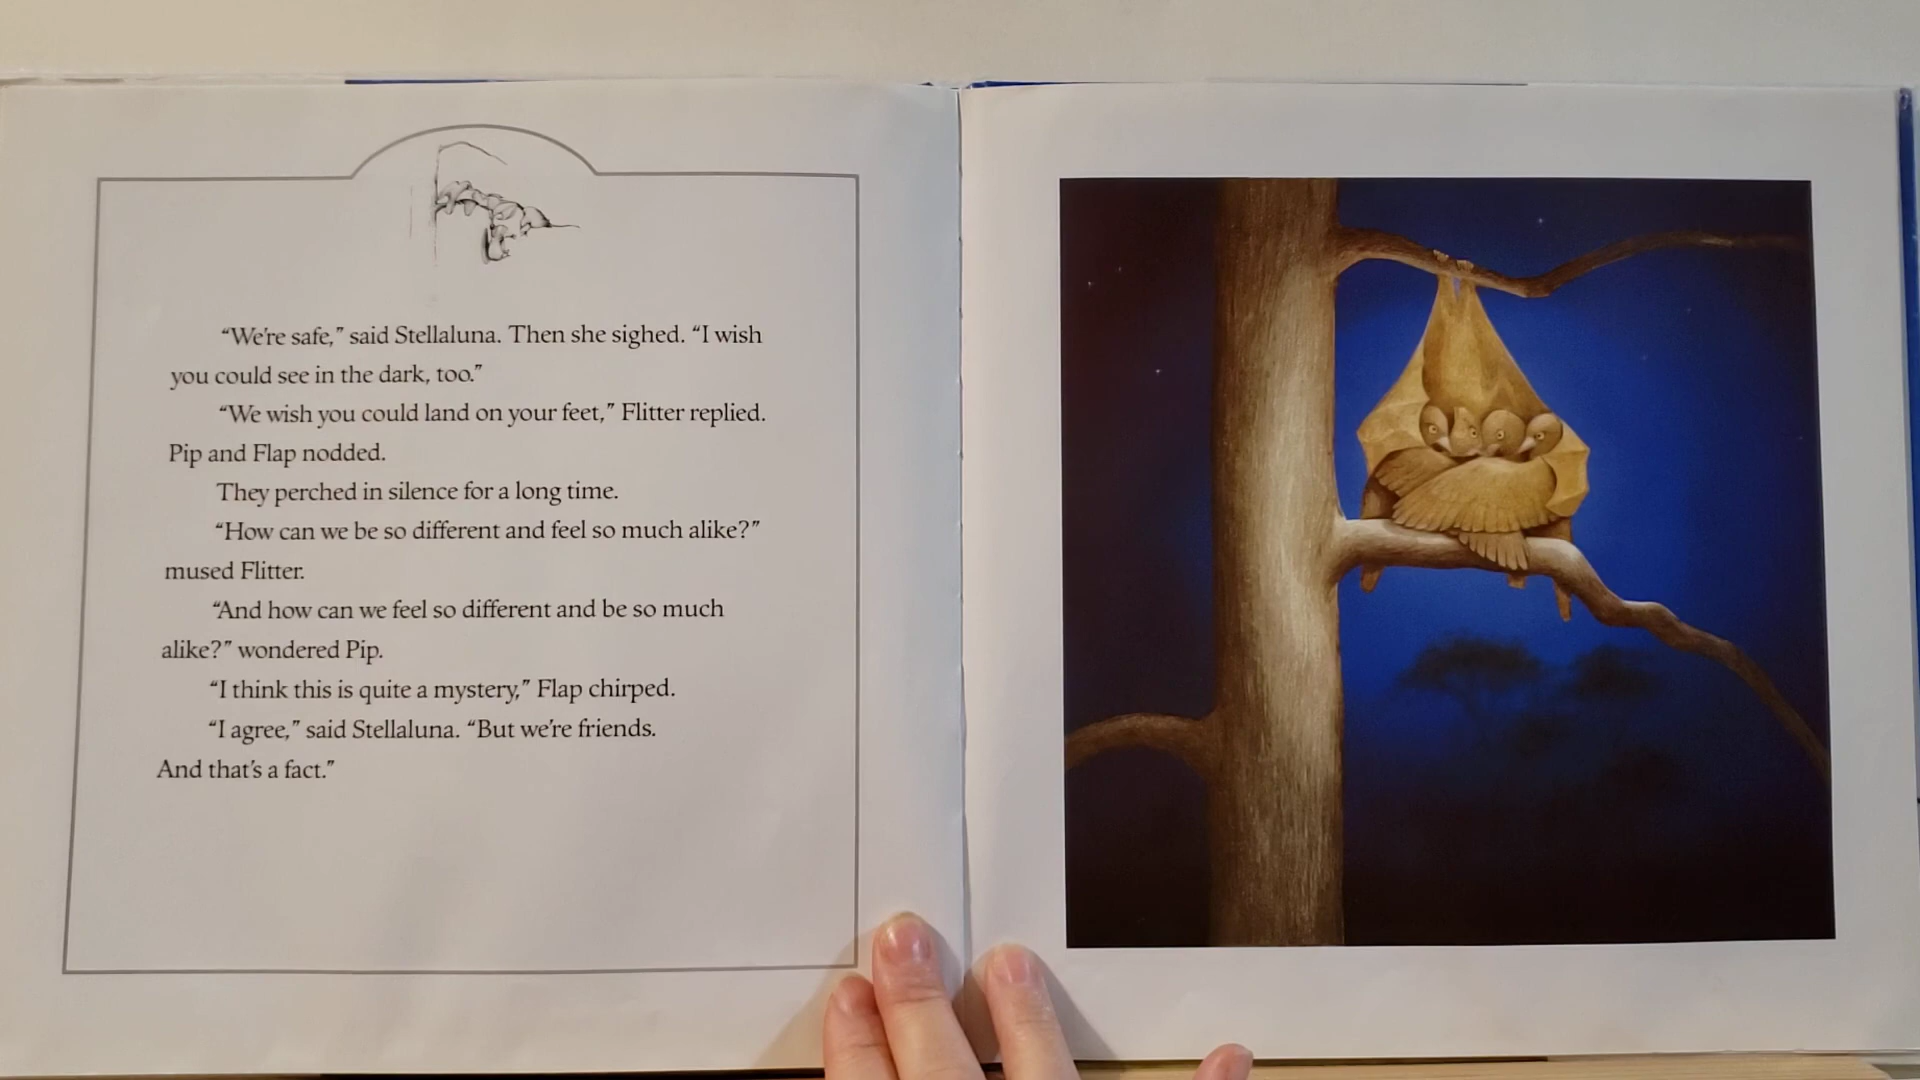 “We’re safe,” said Stellaluna. Then she sighed. “I wish
you could see in the dark, too.”
“We wish you could land on your feet,” Flitter replied.
Pip and Flap nodded.
They perched in silence for a long time.
“How can we be so different and feel so much alike?”
mused Flitter.
“And how can we feel so different and be so much
alike?” wondered Pip.
“I think this is quite a mystery,” Flap chirped.
“I agree,” said Stellaluna. “But we’re friends.
And that’s a fact.”